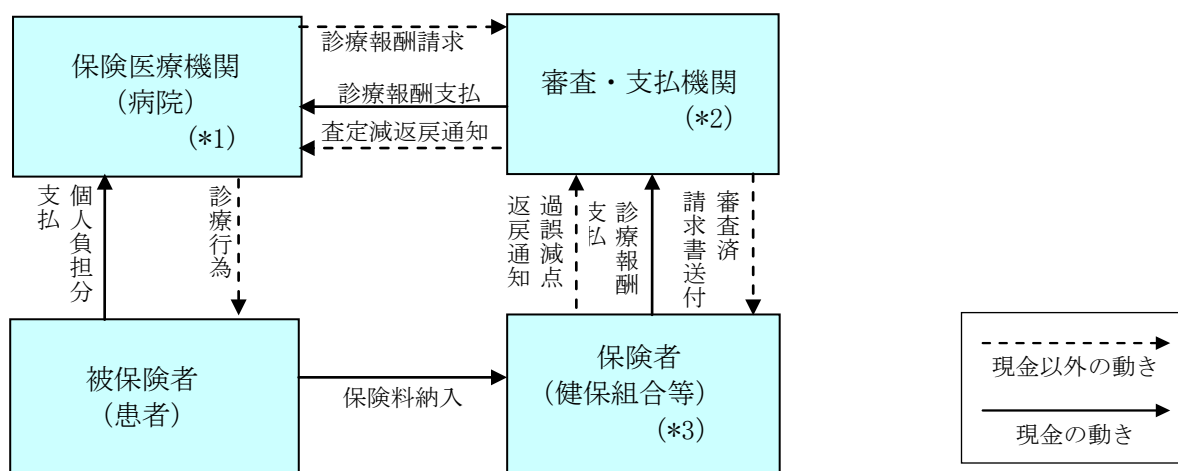 保険医療機関
(病院)
(*1)
診療報酬請求
診療報酬支払
査定減返戻通知
審査・支払機関
(*2)
個人負担分
支払
診療行為
過誤減点
返戻通知
診療報酬
支払
審査済
請求書送付
被保険者
(患者)
保険料納入
保険者
(健保組合等)
(*3)
現金以外の動き
現金の動き